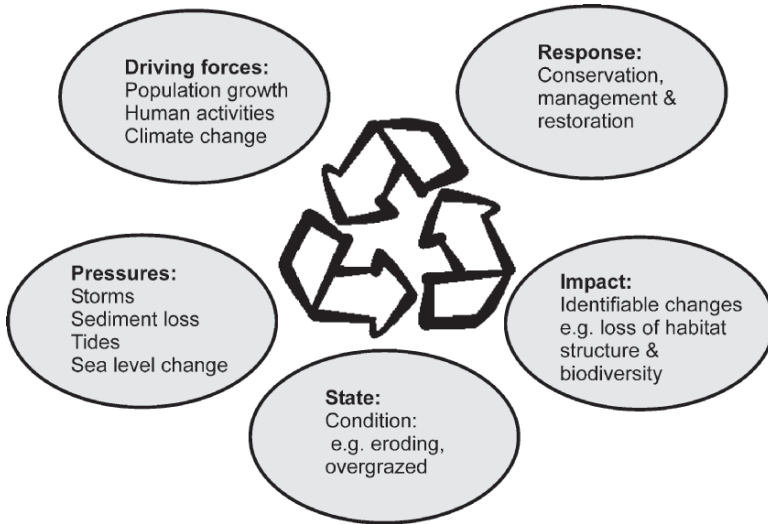 Driving forces:
Population growth
Human activities
Climate change
Response:
Conservation,
management &
restoration
Pressures:
Storms
Sediment loss
Tides
Sea level change
Impact:
Identifiable changes
e.g. loss of habitat
structure &
biodiversity
State:
Condition:
e.g. eroding,
overgrazed